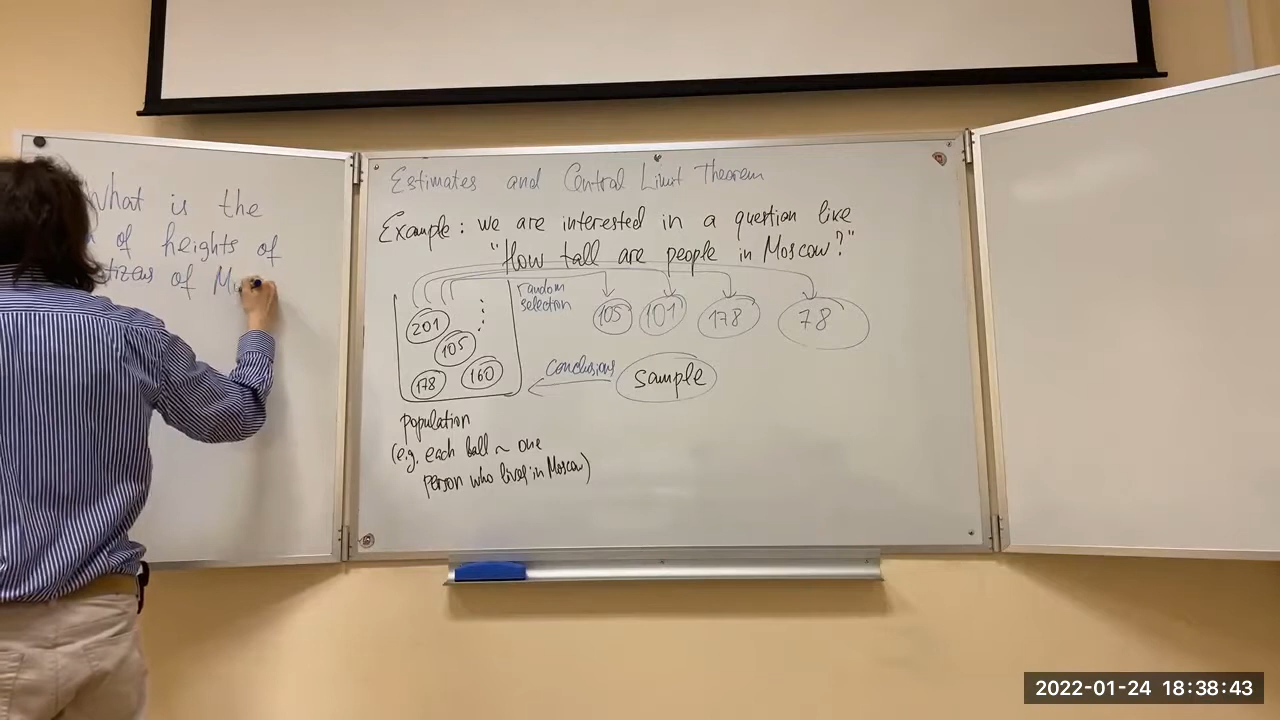 What is the
of heights of
of
Estimates and Central Limit Theorem
Example: we are interested in a question like
"How tall are people in Moscow?"
random
selection
201
105
178
160
105
101
178
78
conclusions
sample
population
(e.g. each ball ~ one
person who lives in Moscow)
2022-01-24 18:38:43